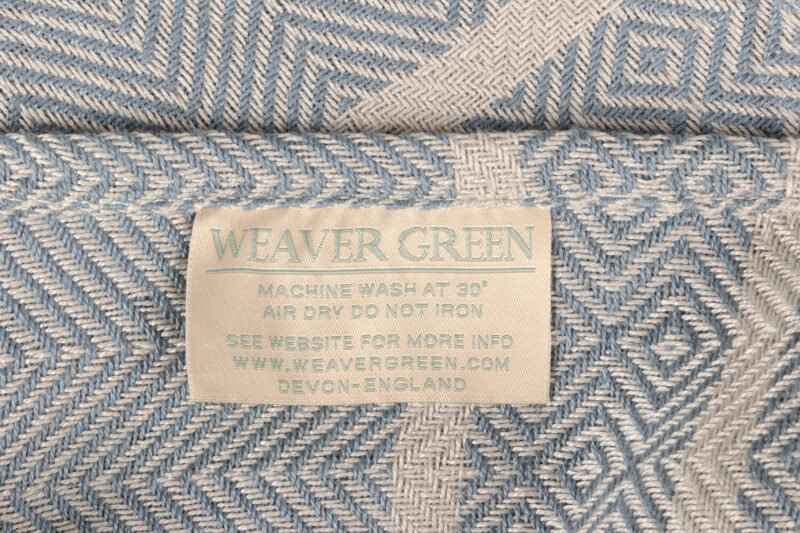 WEAVER GREEN
MACHINE WASH AT 30°
AIR DRY DO NOT IRON
SEE WEBSITE FOR MORE INFO
WWW.WEAVERGREEN.COM
DEVON-ENGLAND